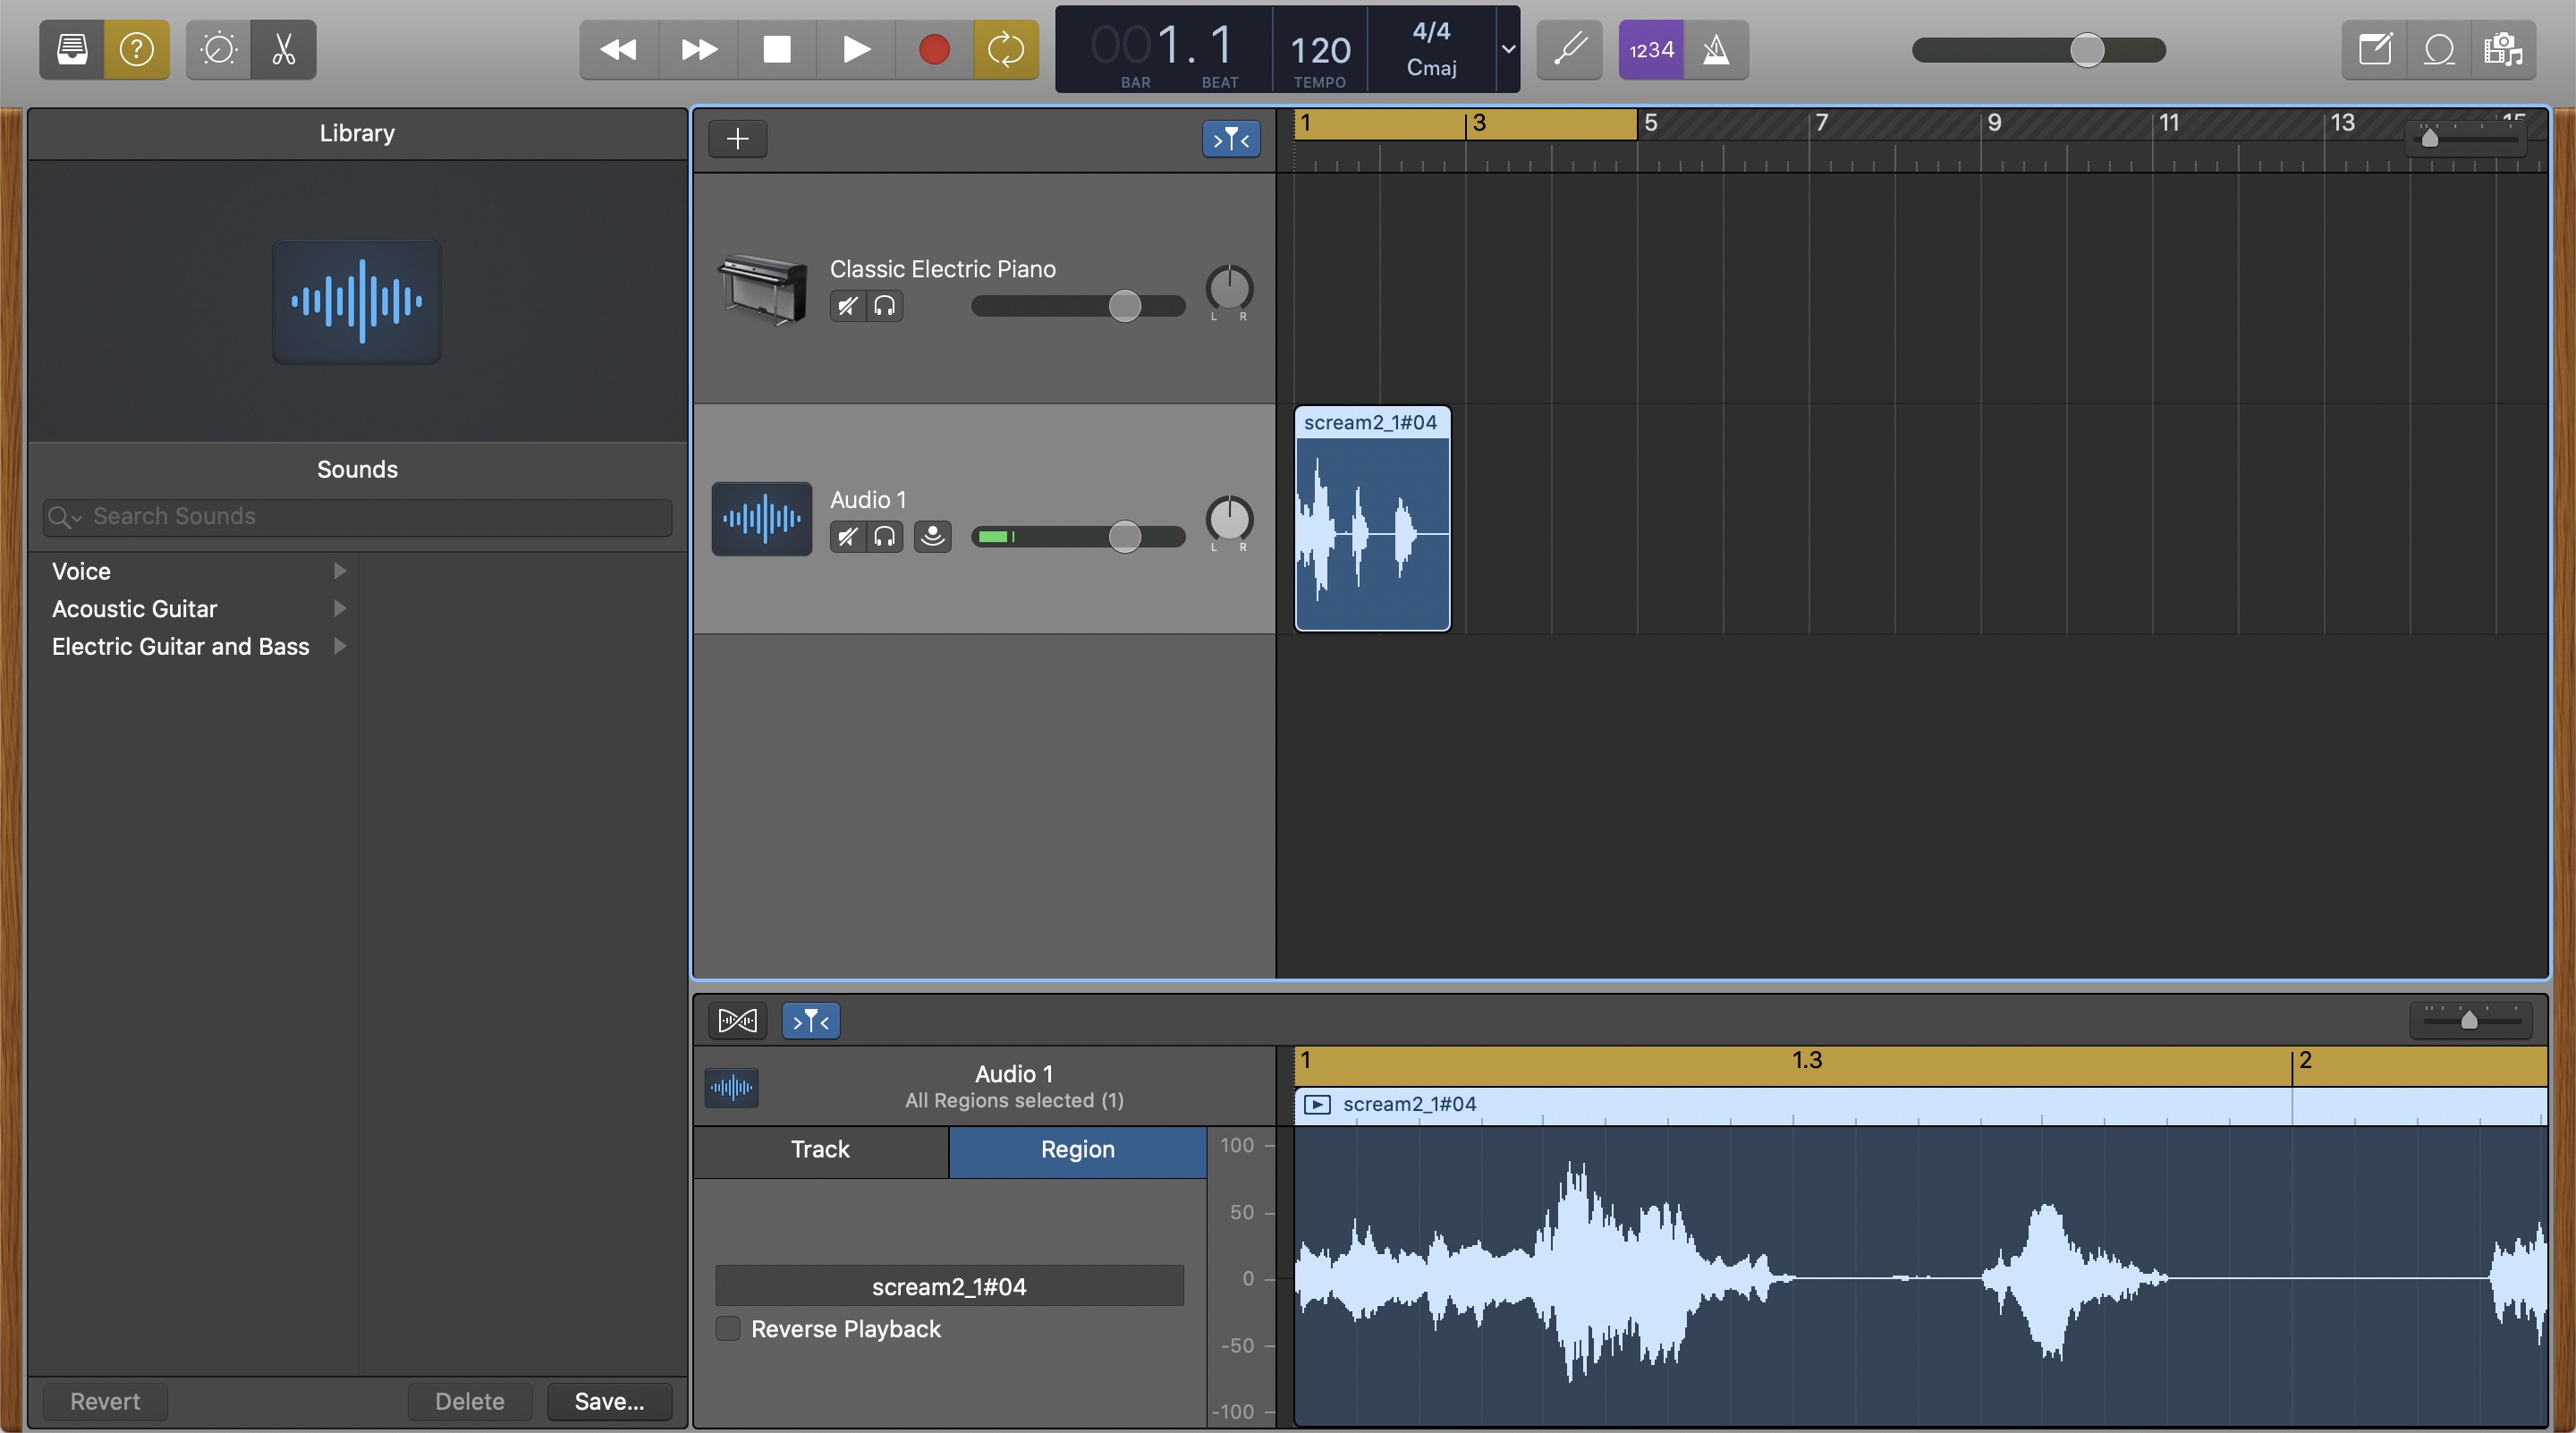 001. 1
BAR BEAT
120
TEMPO
4/4
Cmaj
1234
Library
Sounds
Search Sounds
Voice
Acoustic Guitar
Electric Guitar and Bass
Revert
Delete
Save...
1 3 5 7 9 11 13 15
Classic Electric Piano
L R
scream2_1#04
Audio 1
L R
Audio 1
All Regions selected (1)
Track
Region
scream2_1#04
Reverse Playback
1 1.3 2
scream2_1#04
100
50
0
-50
-100